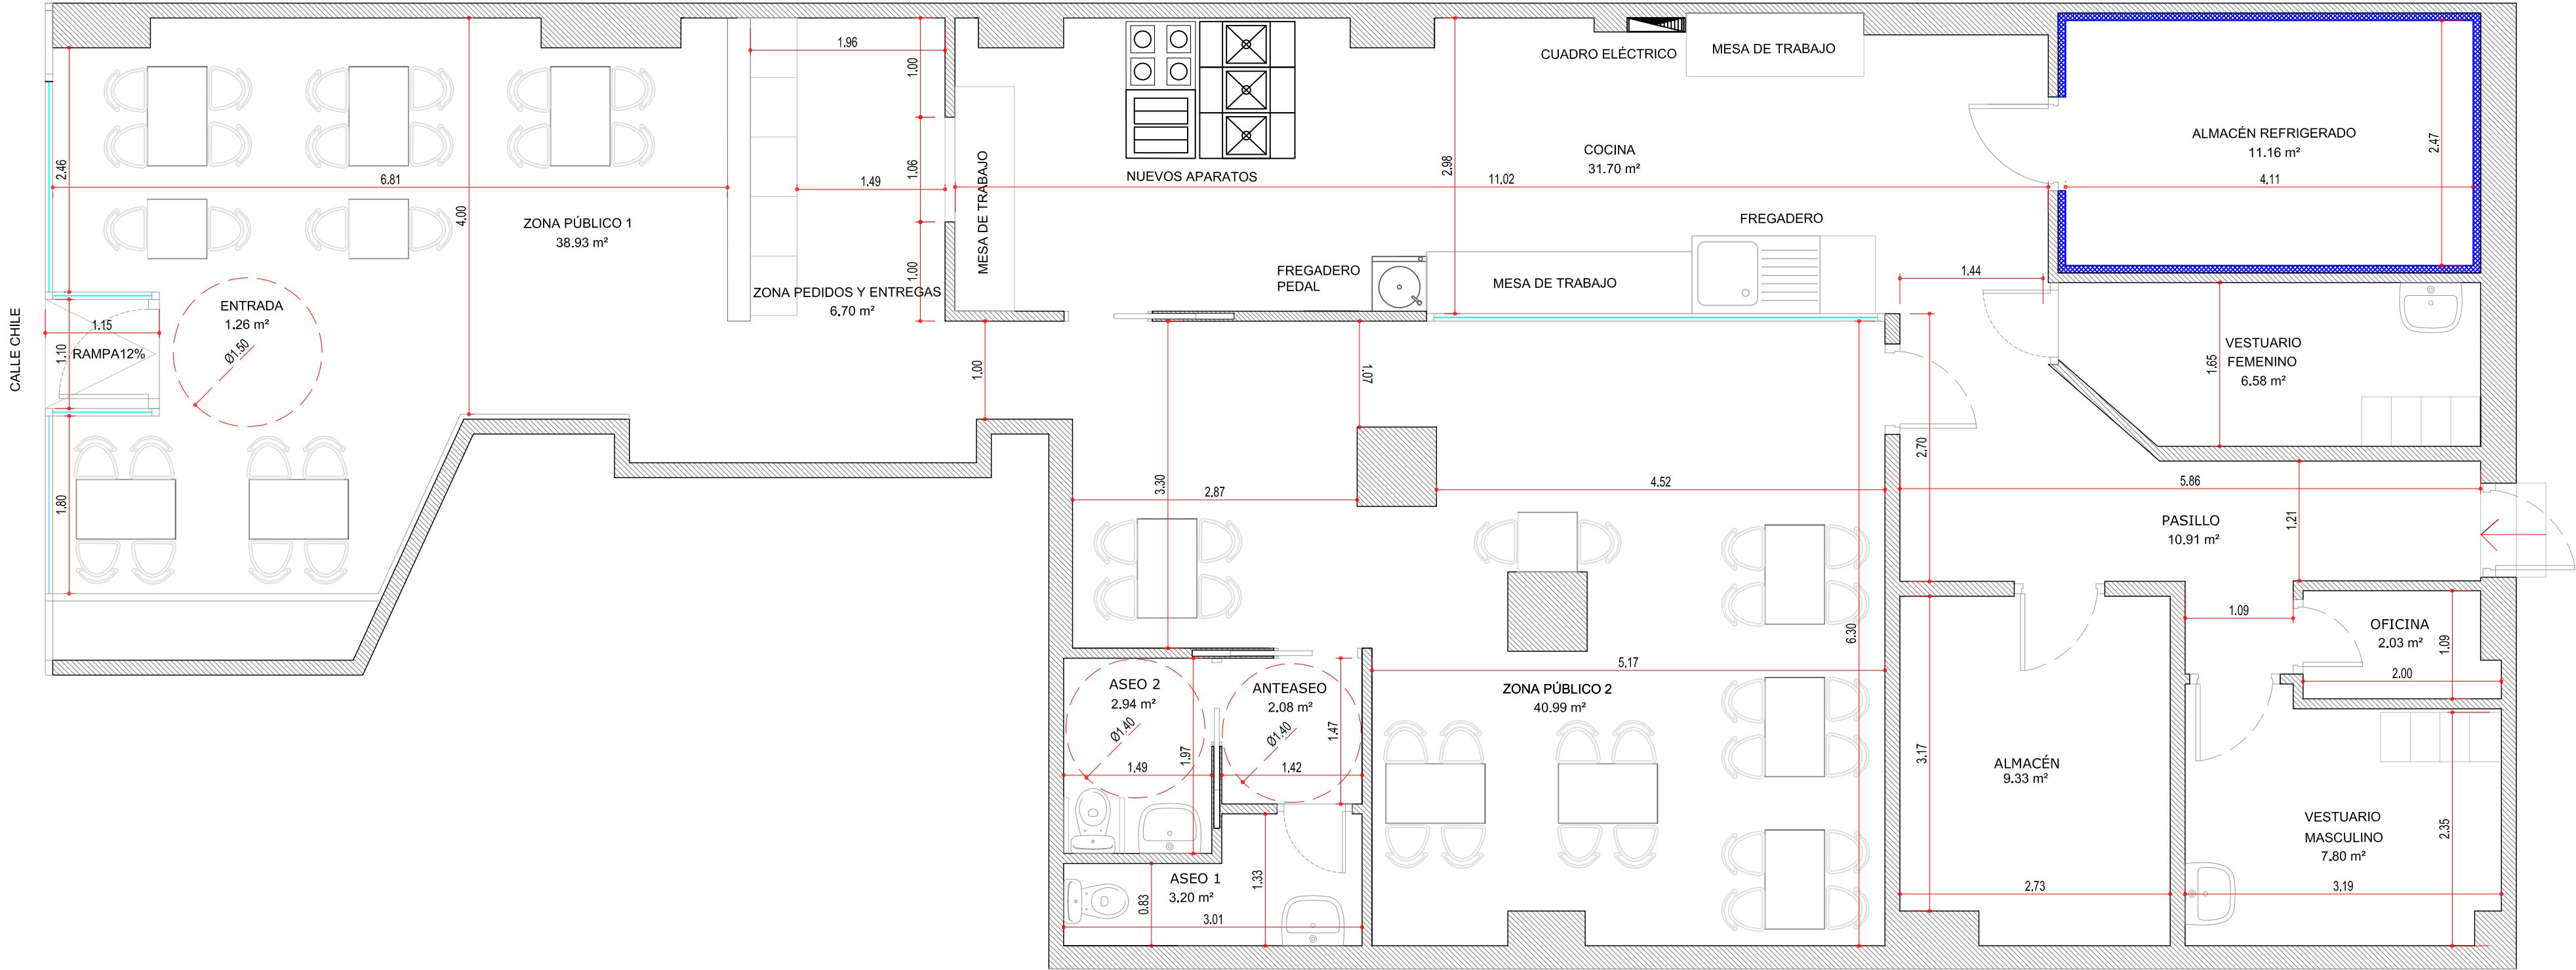 1.96
1.00
CUADRO ELÉCTRICO
MESA DE TRABAJO
2.46
6.81
4.00
1.06
1.49
MESA DE TRABAJO
NUEVOS APARATOS
2.98
COCINA
31.70 m²
11.02
ALMACÉN REFRIGERADO
11.16 m²
4.11
2.47
ZONA PÚBLICO 1
38.93 m²
FREGADERO
1.00
ZONA PEDIDOS Y ENTREGAS
6.70 m²
FREGADERO
PEDAL
MESA DE TRABAJO
1.44
CALLE CHILE
ENTRADA
1.26 m²
1.15
1.10
RAMPA12%
Ø1.50
1.00
1.07
VESTUARIO
FEMENINO
6.58 m²
1.65
1.80
3.30
2.87
4.52
2.70
5.86
PASILLO
10.91 m²
1.21
1.09
OFICINA
2.03 m²
1.09
2.00
6.30
5.17
ASEO 2
2.94 m²
Ø1.40
1.49
1.97
ANTEASEO
2.08 m²
Ø1.40
1.47
1.42
ZONA PÚBLICO 2
40.99 m²
3.17
ALMACÉN
9.33 m²
2.73
VESTUARIO
MASCULINO
7.80 m²
2.35
3.19
ASEO 1
3.20 m²
0.83
1.33
3.01